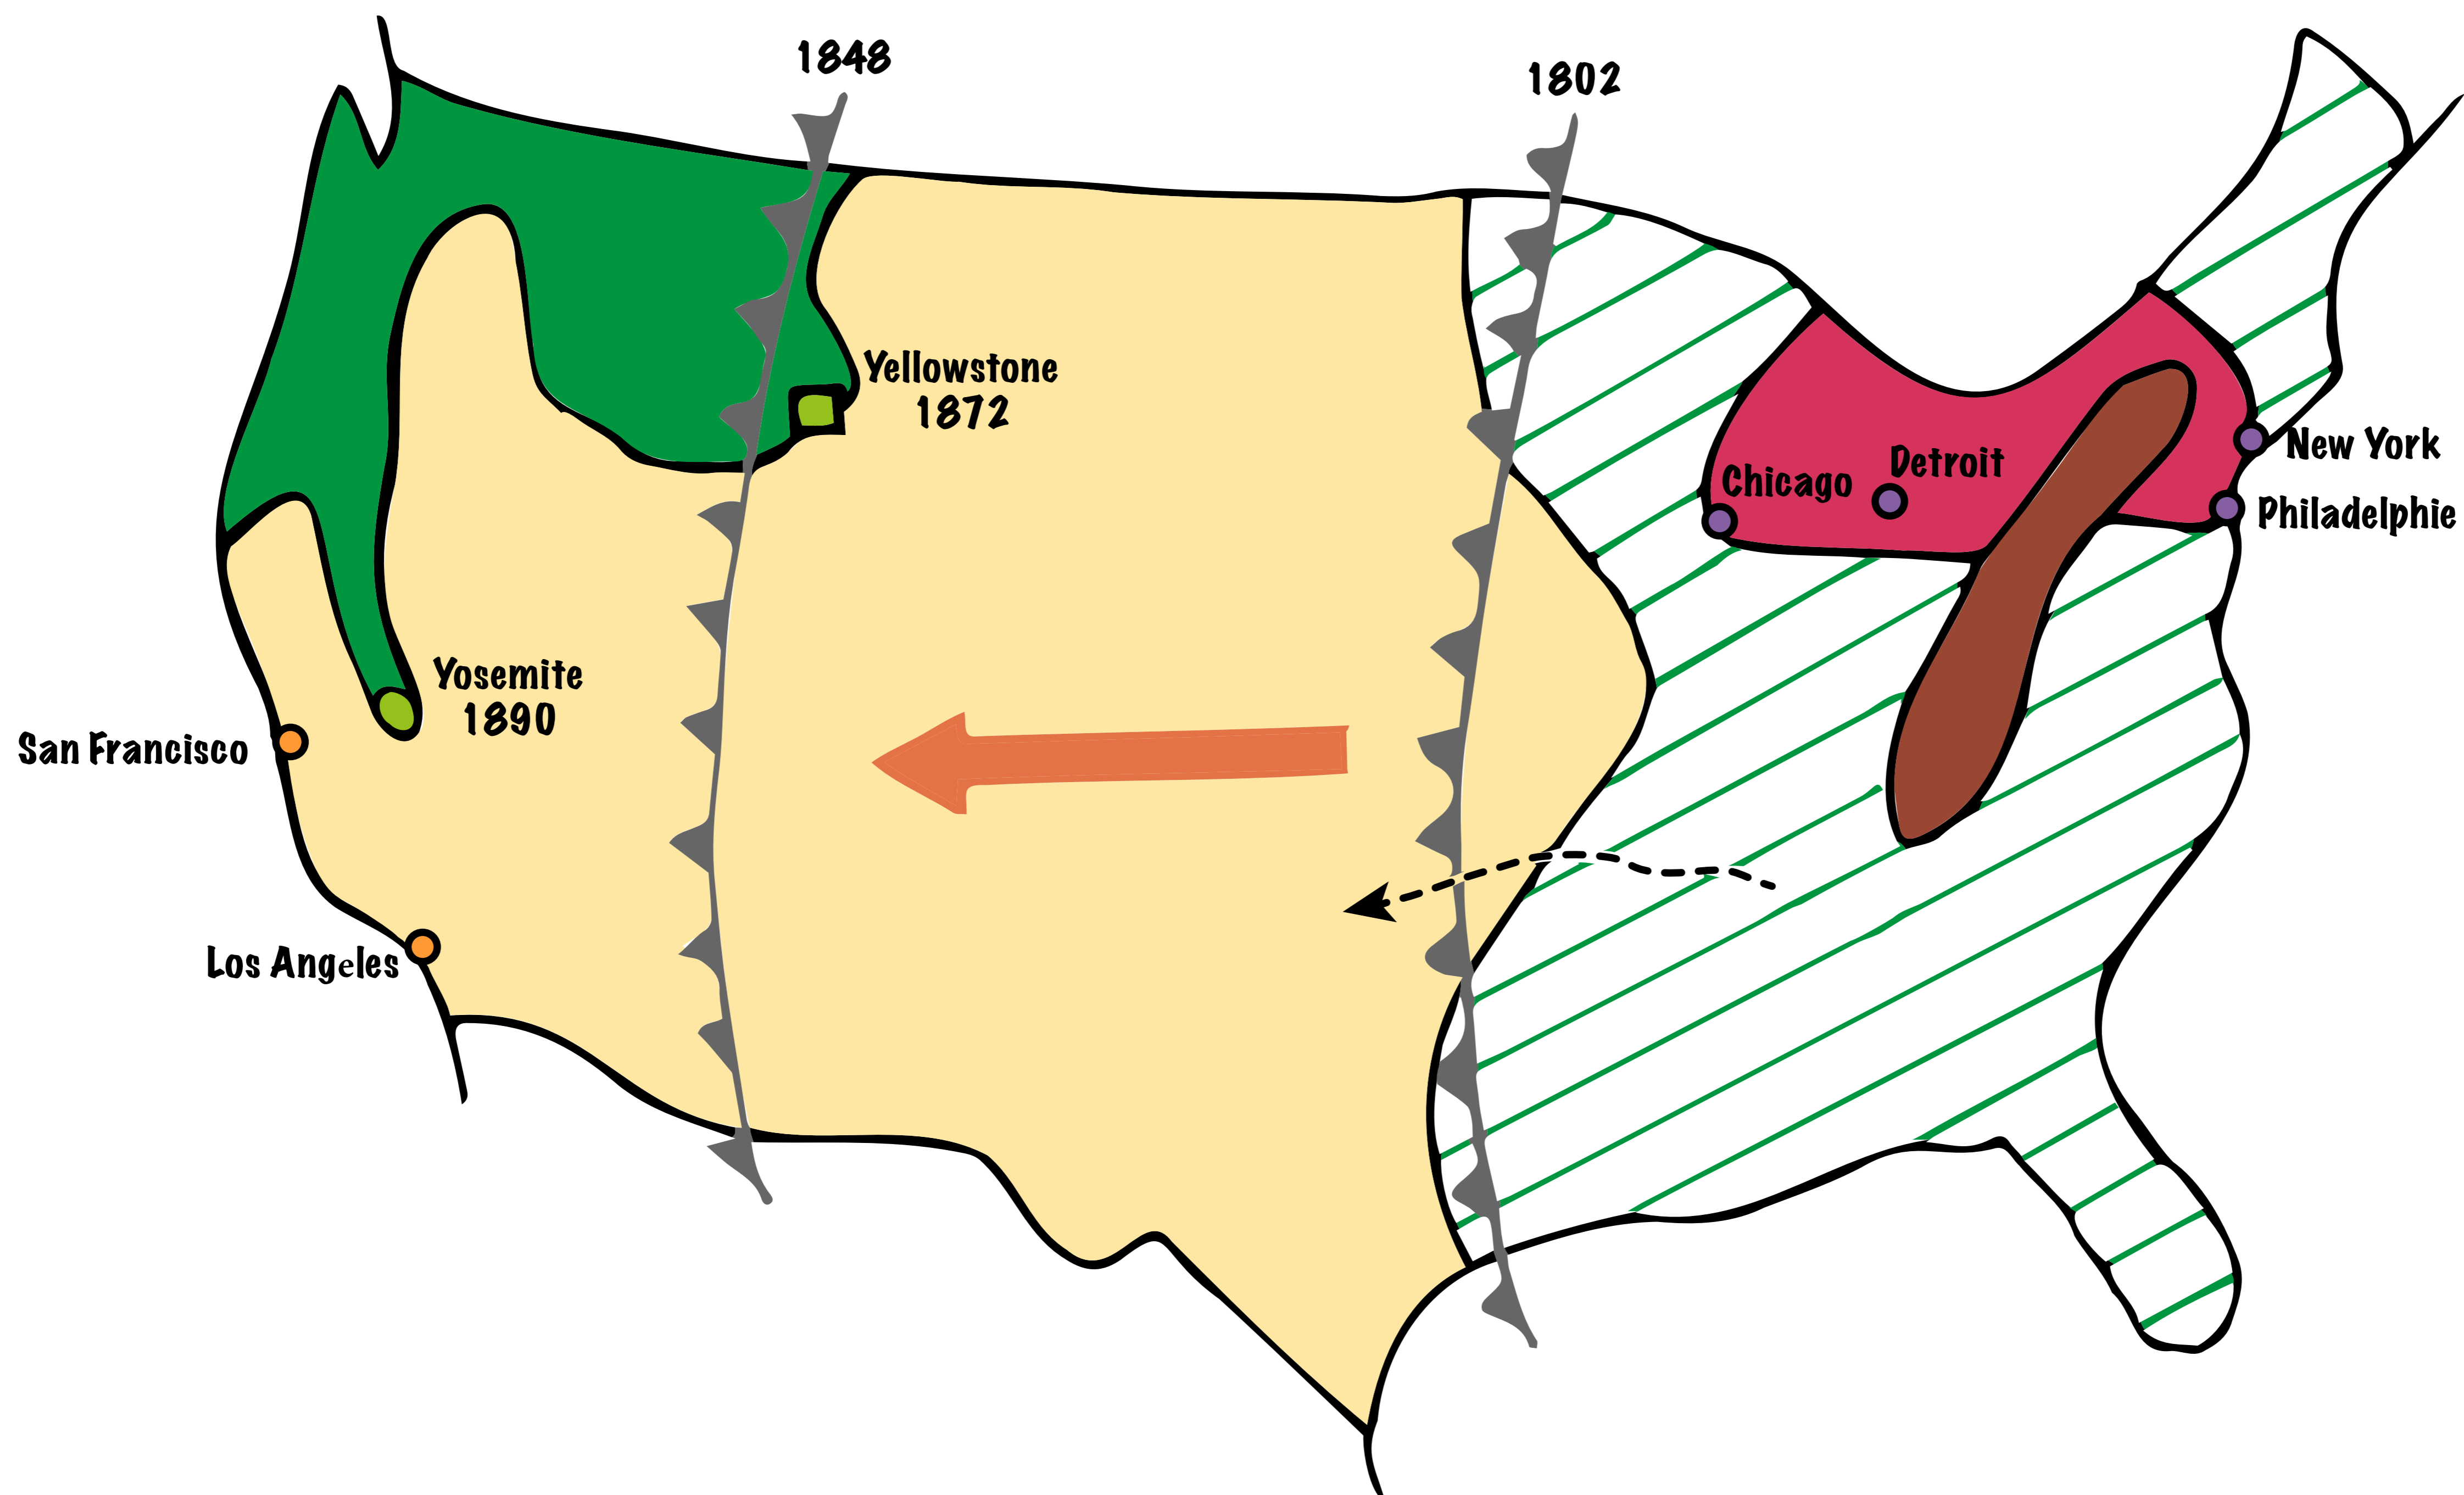 1848
1802
Yellowstone
1872
New York
Detroit
Chicago
Philadelphie
Yosemite
1890
San Francisco
Los Angeles